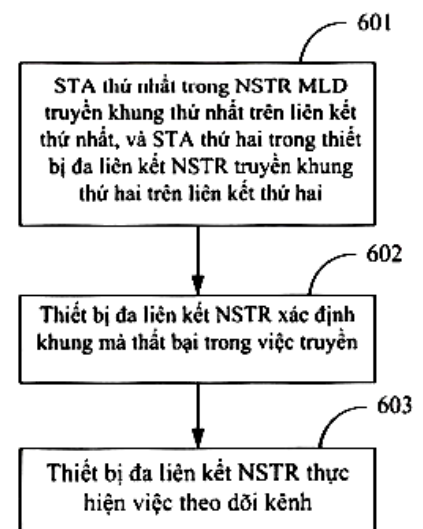 601
STA thứ nhất trong NSTR MLD
truyền khung thứ nhất trên liên kết
thứ nhất, và STA thứ hai trong thiết
bị đa liên kết NSTR truyền khung
thứ hai trên liên kết thứ hai
602
Thiết bị đa liên kết NSTR xác định
khung mà thất bại trong việc truyền
603
Thiết bị đa liên kết NSTR thực
hiện việc theo dõi kênh